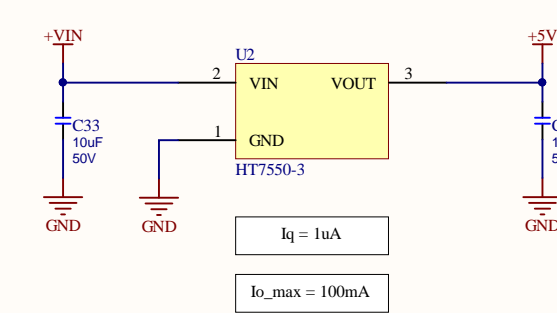 +VIN
+5V
U2
2
VIN
VOUT
3
C33
10uF
50V
1
GND
HT7550-3
GND
GND
GND
Iq = 1uA
Io_max = 100mA